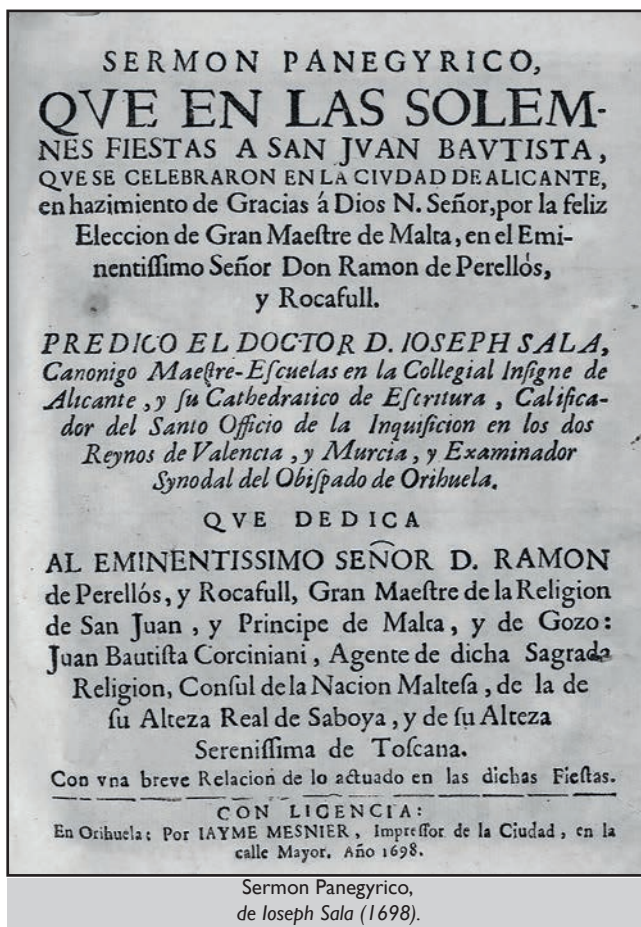 SERMON PANEGYRICO,
QVE EN LAS SOLEM-
NES FIESTAS A SAN JVAN BAVTISTA,
QVE SE CELEBRARON EN LA CIVDAD DE ALICANTE,
en hazimiento de Gracias á Dios N. Señor, por la feliz
Eleccion de Gran Maeſtre de Malta, en el Emi-
nentiſſimo Señor Don Ramon de Perellós,
y Rocafull.
PREDICO EL DOCTOR D. IOSEPH SALA,
Canonigo Maeſtre-Eſcuelas en la Collegial Inſigne de
Alicante, y ſu Cathedratico de Eſcritura, Califica-
dor del Santo Officio de la Inquiſicion en los dos
Reynos de Valencia, y Murcia, y Examinador
Synodal del Obiſpado de Orihuela.
QVE DEDICA
AL EMINENTISSIMO SEÑOR D. RAMON
de Perellós, y Rocafull, Gran Maeſtre de la Religion
de San Juan, y Principe de Malta, y de Gozo:
Juan Bautiſta Corciniani, Agente de dicha Sagrada
Religion, Conſul de la Nacion Malteſa, de la de
ſu Alteza Real de Saboya, y de ſu Alteza
Sereniſſima de Toſcana.
Con vna breve Relacion de lo actuado en las dichas Fieſtas.
CON LICENCIA:
En Orihuela: Por IAYME MESNIER, Impreſſor de la Ciudad, en la
calle Mayor. Año 1698.
Sermon Panegyrico,
de Ioseph Sala (1698).